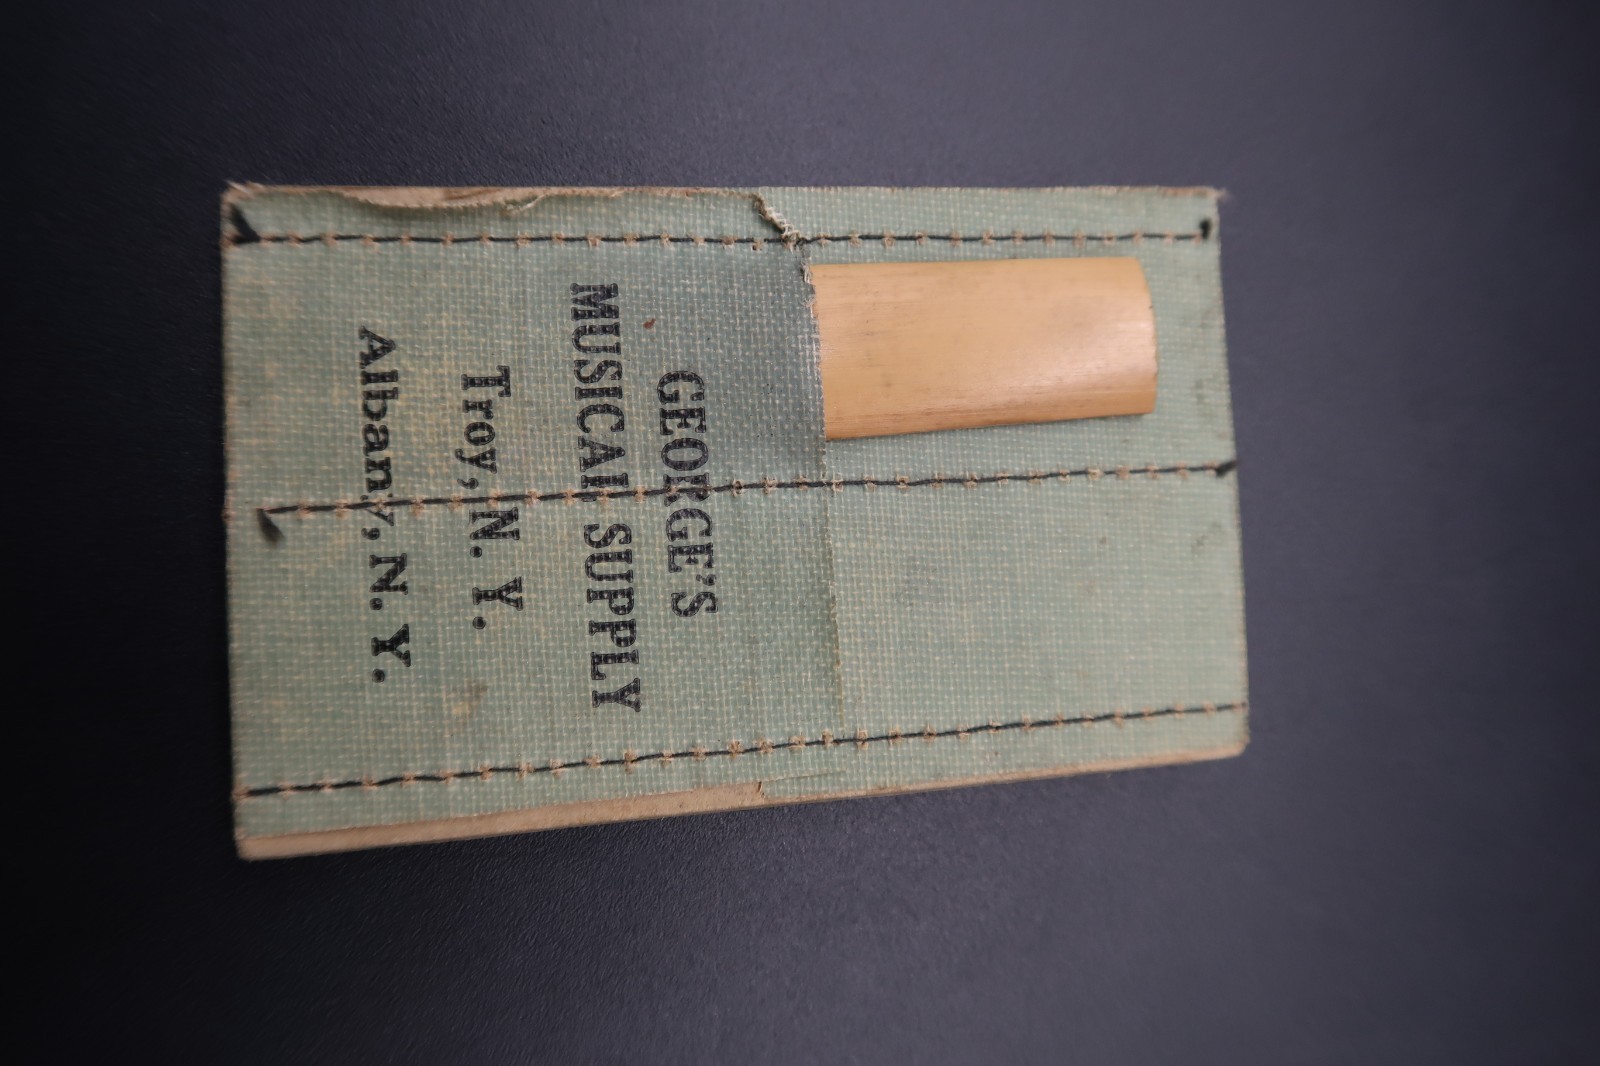 GEORGE'S
MUSICAL SUPPLY
Troy, N. Y.
Albany, N. Y.